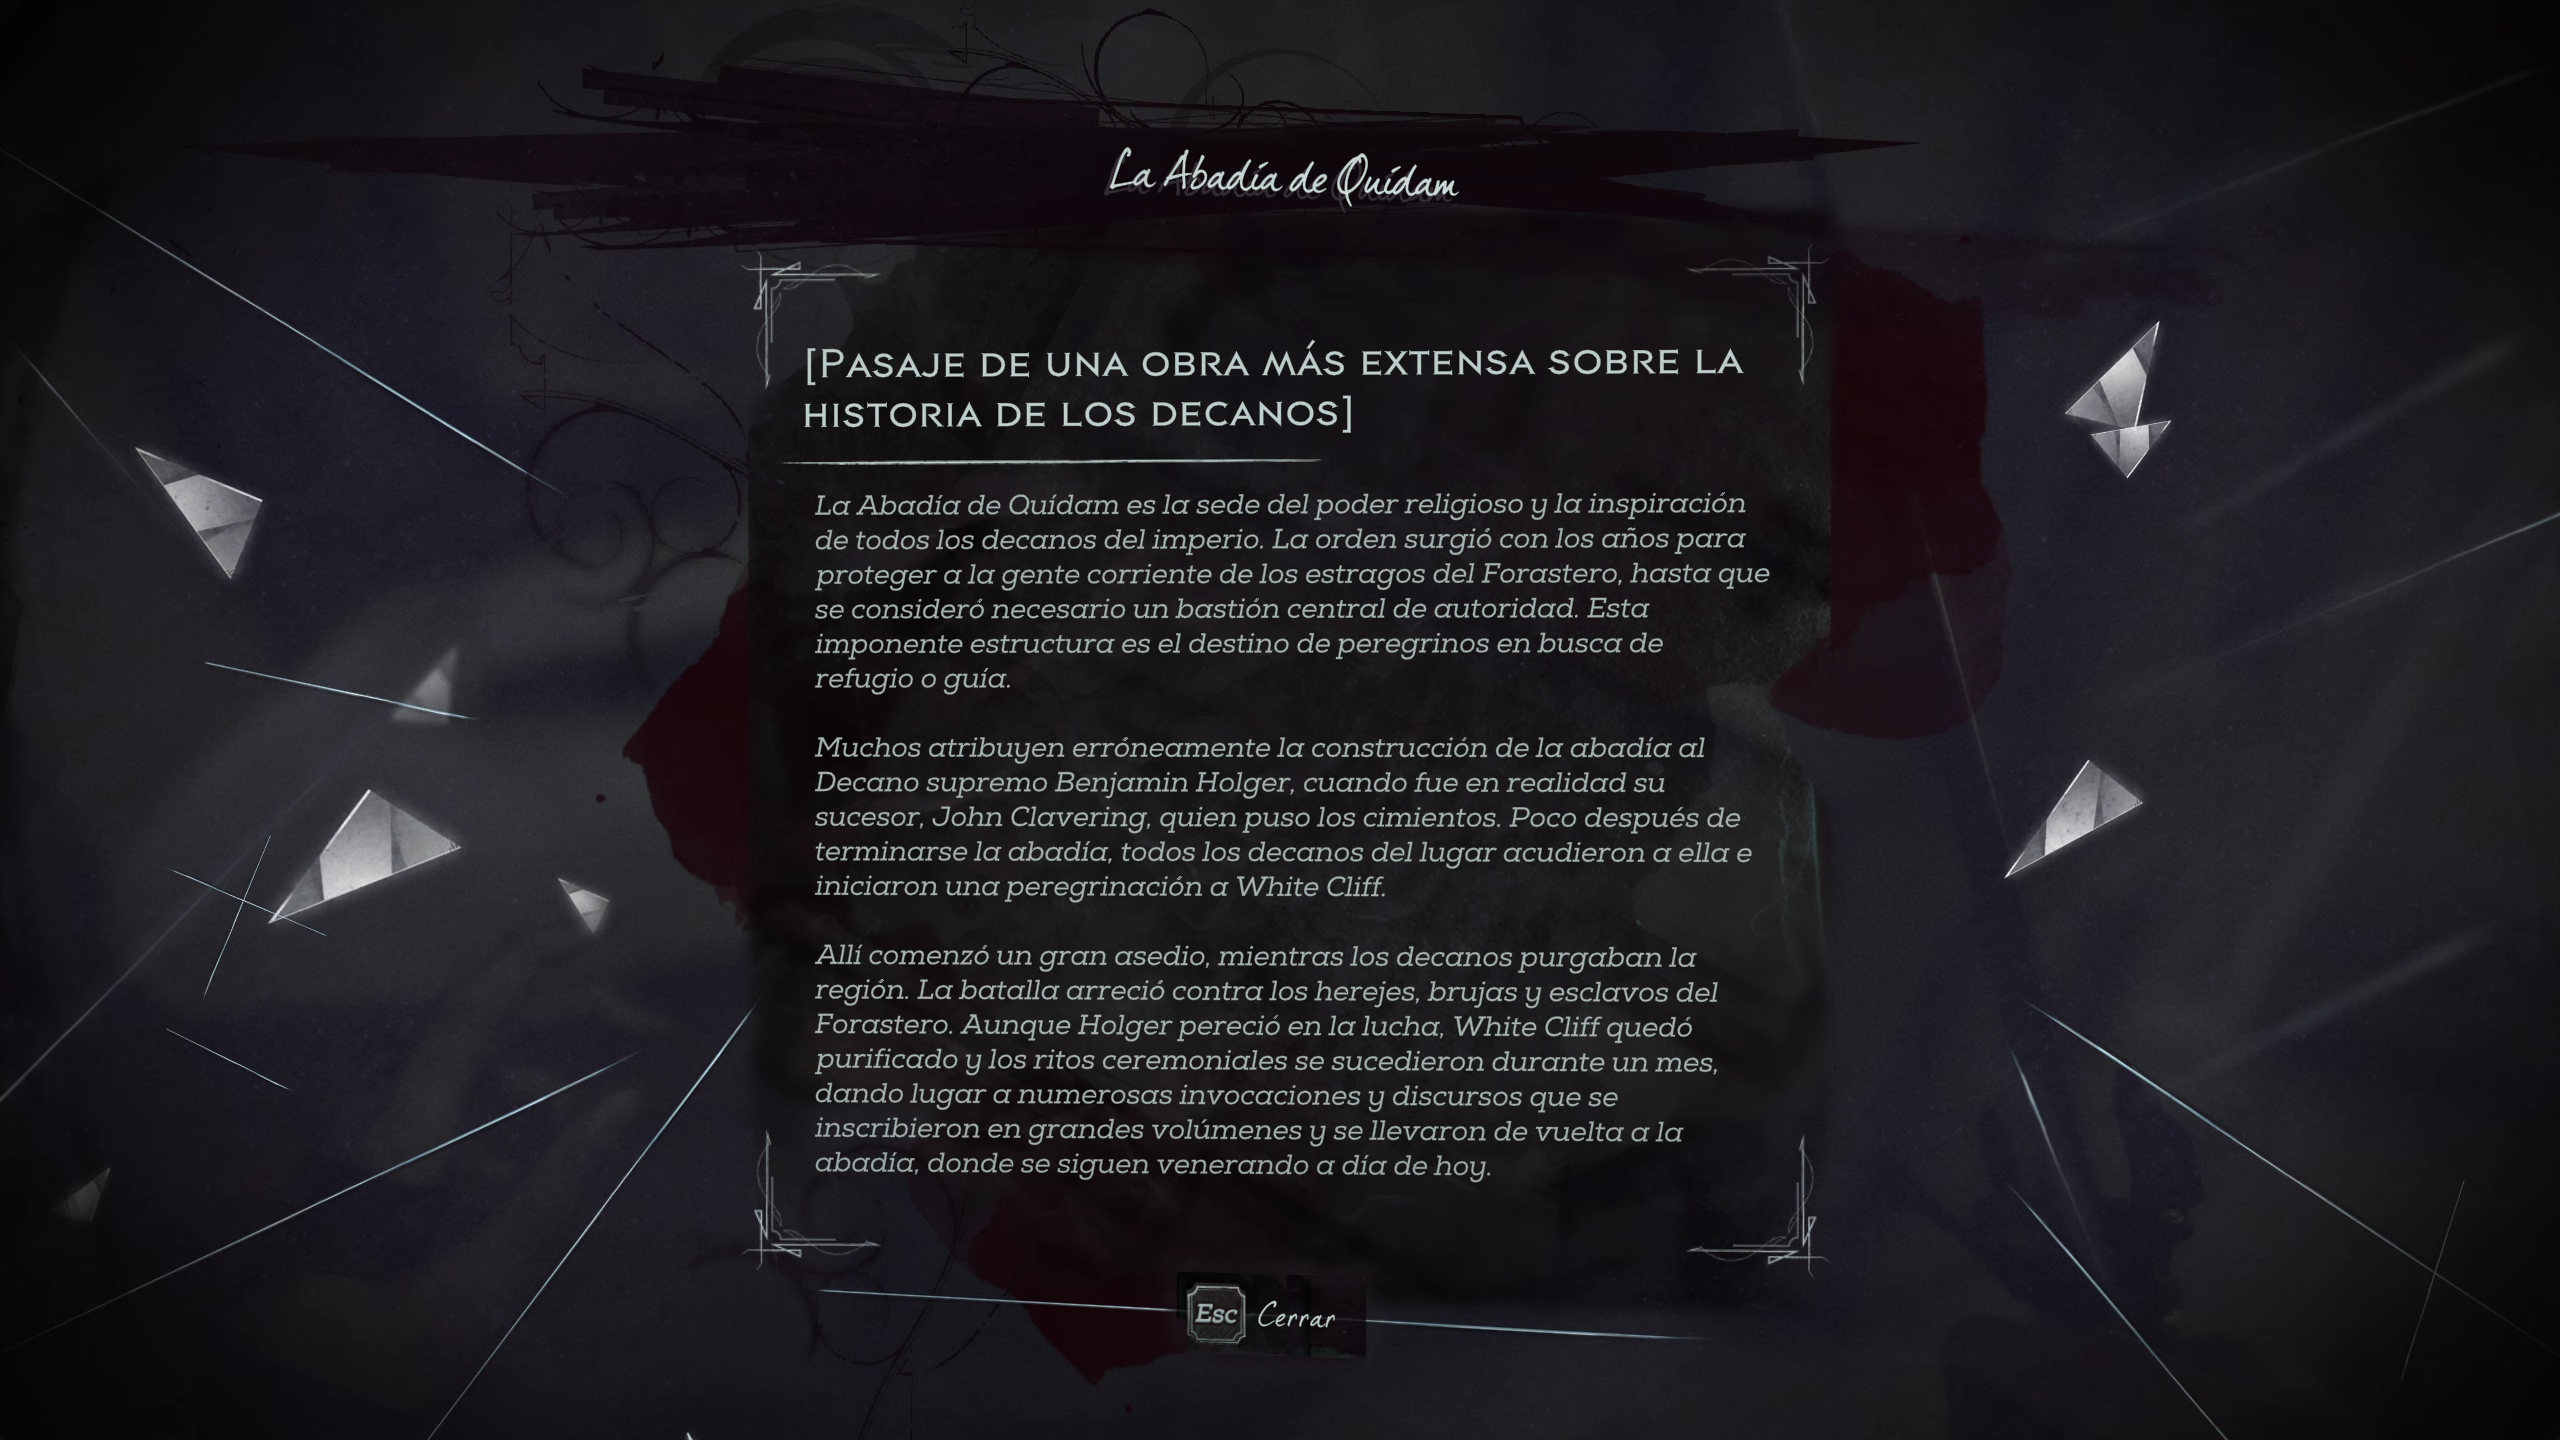 La Abadía de Quídam
[Pasaje de una obra más extensa sobre la
historia de los decanos]
La Abadía de Quídam es la sede del poder religioso y la inspiración
de todos los decanos del imperio. La orden surgió con los años para
proteger a la gente corriente de los estragos del Forastero, hasta que
se consideró necesario un bastión central de autoridad. Esta
imponente estructura es el destino de peregrinos en busca de
refugio o guía.
Muchos atribuyen erróneamente la construcción de la abadía al
Decano supremo Benjamin Holger, cuando fue en realidad su
sucesor, John Clavering, quien puso los cimientos. Poco después de
terminarse la abadía, todos los decanos del lugar acudieron a ella e
iniciaron una peregrinación a White Cliff.
Allí comenzó un gran asedio, mientras los decanos purgaban la
región. La batalla arreció contra los herejes, brujas y esclavos del
Forastero. Aunque Holger pereció en la lucha, White Cliff quedó
purificado y los ritos ceremoniales se sucedieron durante un mes,
dando lugar a numerosas invocaciones y discursos que se
inscribieron en grandes volúmenes y se llevaron de vuelta a la
abadía, donde se siguen venerando a día de hoy.
Esc Cerrar